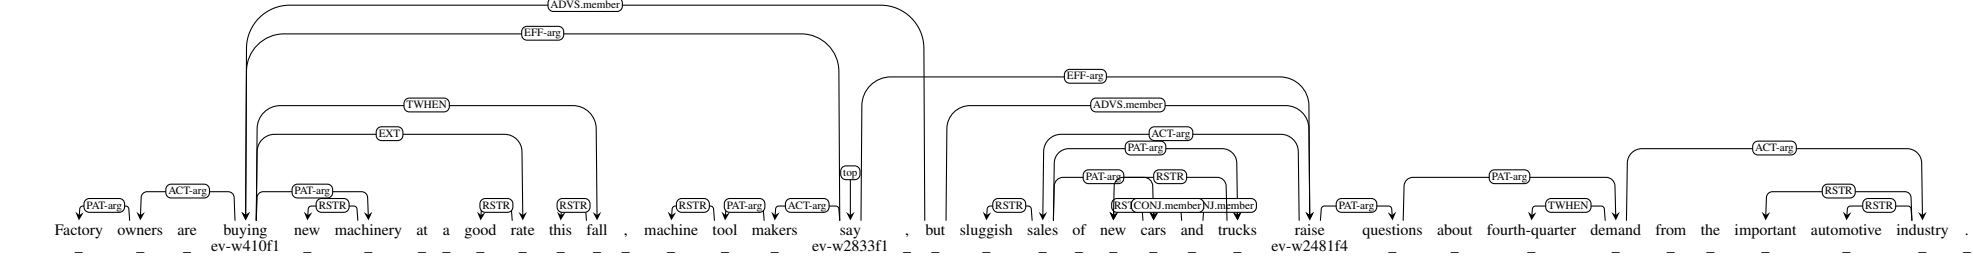 ADVS.member
EFF-arg
EFF-arg
TWHEN ADVS.member
EXT ACT-arg
PAT-arg ACT-arg
top
PAT-arg RSTR PAT-arg
ACT-arg PAT-arg RSTR
PAT-arg RSTR RSTR RSTR RSTR PAT-arg ACT-arg RSTR CONJ.member PAT-arg TWHEN RSTR
Factory owners are buying new machinery at a good rate this fall , machine tool makers say , but sluggish sales of new cars and trucks raise questions about fourth-quarter demand from the important automotive industry .
_ _ _ ev-w410f1 _ _ _ _ _ _ _ _ _ _ _ _ ev-w2833f1 _ _ _ _ _ _ _ _ _ ev-w2481f4 _ _ _ _ _ _ _ _ _ _